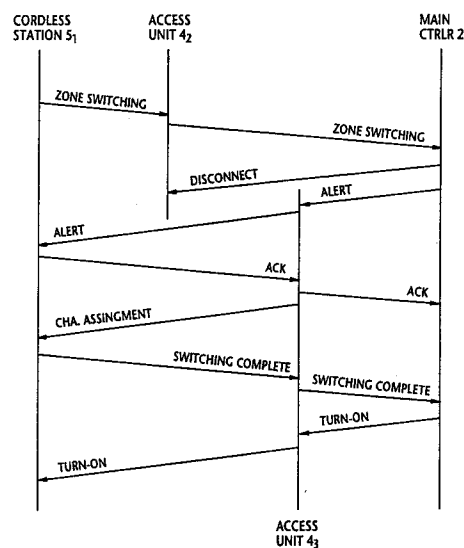 CORDLESS
STATION 5₁
ACCESS
UNIT 4₂
MAIN
CTRLR 2
ZONE SWITCHING
ZONE SWITCHING
DISCONNECT
ALERT
ALERT
ACK
ACK
CHA. ASSINGMENT
SWITCHING COMPLETE
SWITCHING COMPLETE
TURN-ON
TURN-ON
ACCESS
UNIT 4₃